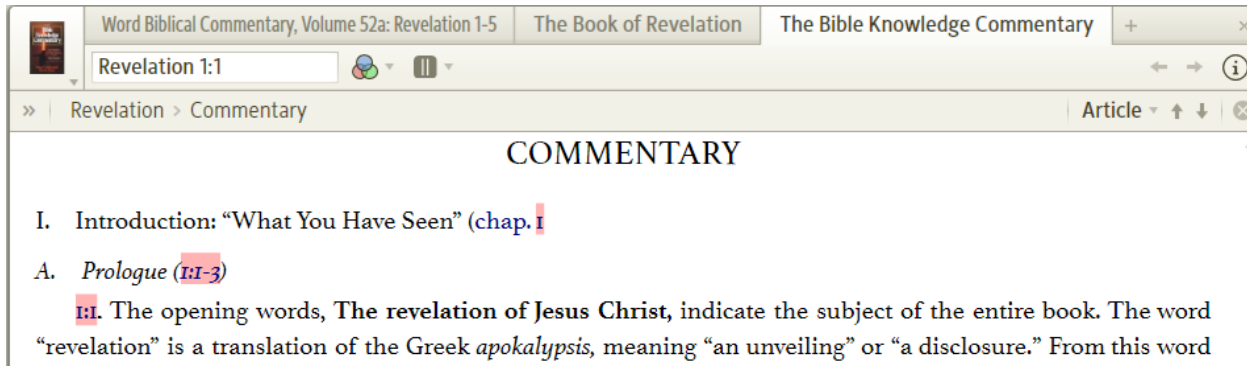 Word Biblical Commentary, Volume 52a: Revelation 1-5 The Book of Revelation The Bible Knowledge Commentary + ×
Revelation 1:1
» Revelation > Commentary Article
COMMENTARY
I. Introduction: “What You Have Seen” (chap. 1
A. Prologue (1:1-3)
1:1. The opening words, The revelation of Jesus Christ, indicate the subject of the entire book. The word
“revelation” is a translation of the Greek apokalypsis, meaning “an unveiling” or “a disclosure.” From this word